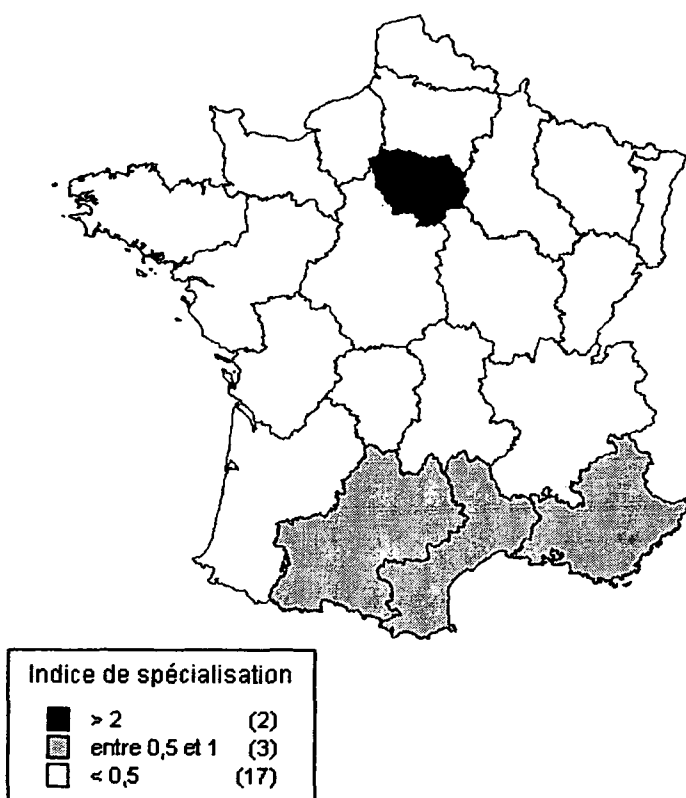 Indice de spécialisation
> 2 (2)
entre 0,5 et 1 (3)
< 0,5 (17)